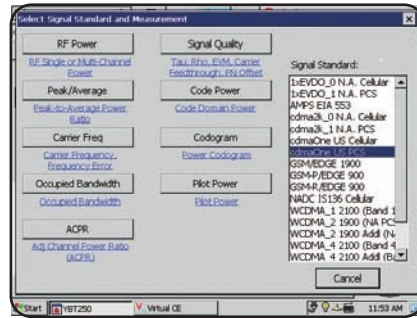 Select Signal Standard and Measurement
RF Power
RF Single or Multi-Channel
Power
Peak/Average
Peak-to-Average Power
Ratio
Carrier Freq
Carrier Frequency,
Frequency Error
Occupied Bandwidth
Occupied Bandwidth
ACPR
Adj Channel Power Ratio
(ACPR)
Signal Quality
Tau, Rho, EVM, Carrier
Feedthrough, PN Offset
Code Power
Code Domain Power
Codogram
Power Codogram
Pilot Power
Pilot Power
Signal Standard:
1xEVDO_0 N.A. Cellular
1xEVDO_1 N.A. PCS
AMPS EIA 553
cdma2k_0 N.A. Cellular
cdma2k_1 N.A. PCS
cdmaOne US Cellular
cdmaOne US PCS
GSM/EDGE 1900
GSM-P/EDGE 900
GSM-R/EDGE 900
NADC IS136 Cellular
WCDMA_1 2100 (Band 1
WCDMA_2 1900 (NA PC
WCDMA_2 1900 Addl (N
WCDMA_4 2100 (Band 4
WCDMA_4 2100 Addl (B
Cancel
Start YBT250 Virtual CE 11:53 AM